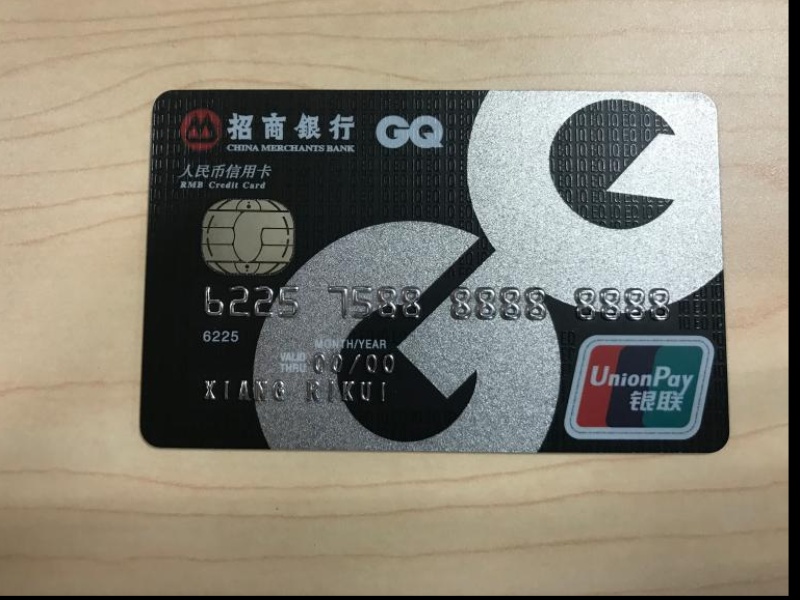 招商银行 GQ
CHINA MERCHANTS BANK
人民币信用卡
RMB Credit Card
6225 7588 8888 8888
6225
MONTH/YEAR
VALID THRU 00/00
XIANG
UnionPay
银联